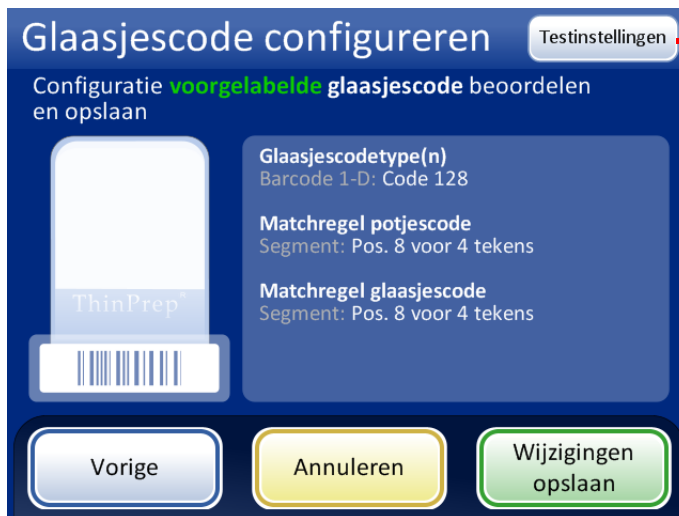 Glaasjescode configureren
Testinstellingen
Configuratie voorgelabelde glaasjescode beoordelen
en opslaan
Glaasjescodetype(n)
Barcode 1-D: Code 128
Matchregel potjescode
Segment: Pos. 8 voor 4 tekens
Matchregel glaasjescode
Segment: Pos. 8 voor 4 tekens
ThinPrep®
Vorige
Annuleren
Wijzigingen
opslaan